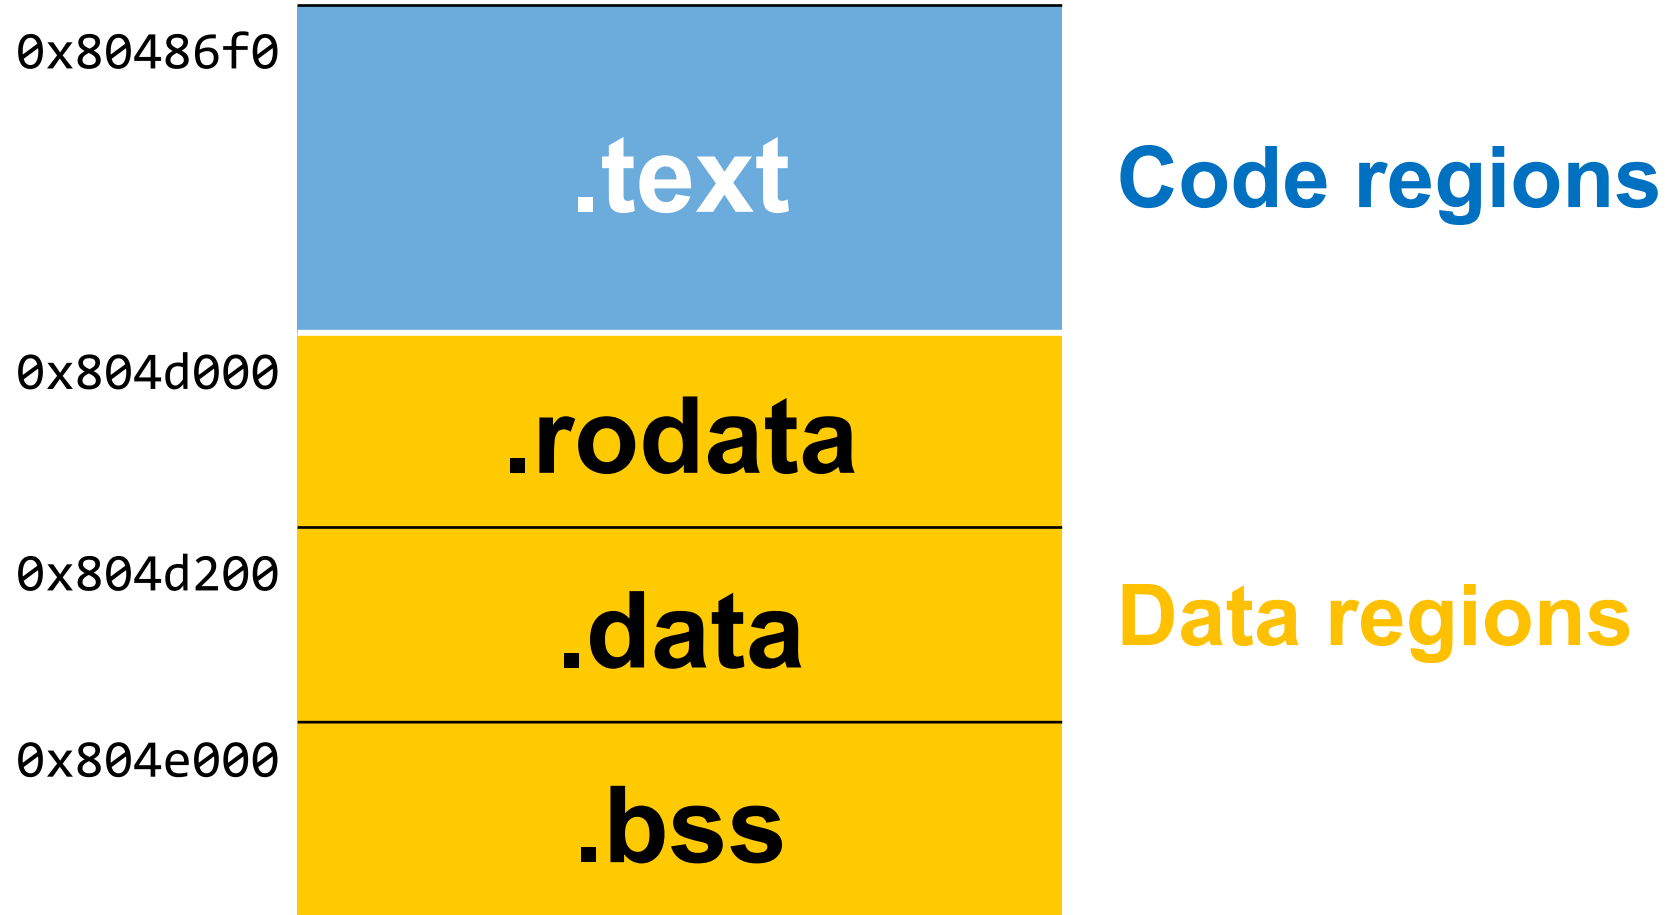 0x80486f0
.text
Code regions
0x804d000
.rodata
0x804d200
.data
Data regions
0x804e000
.bss